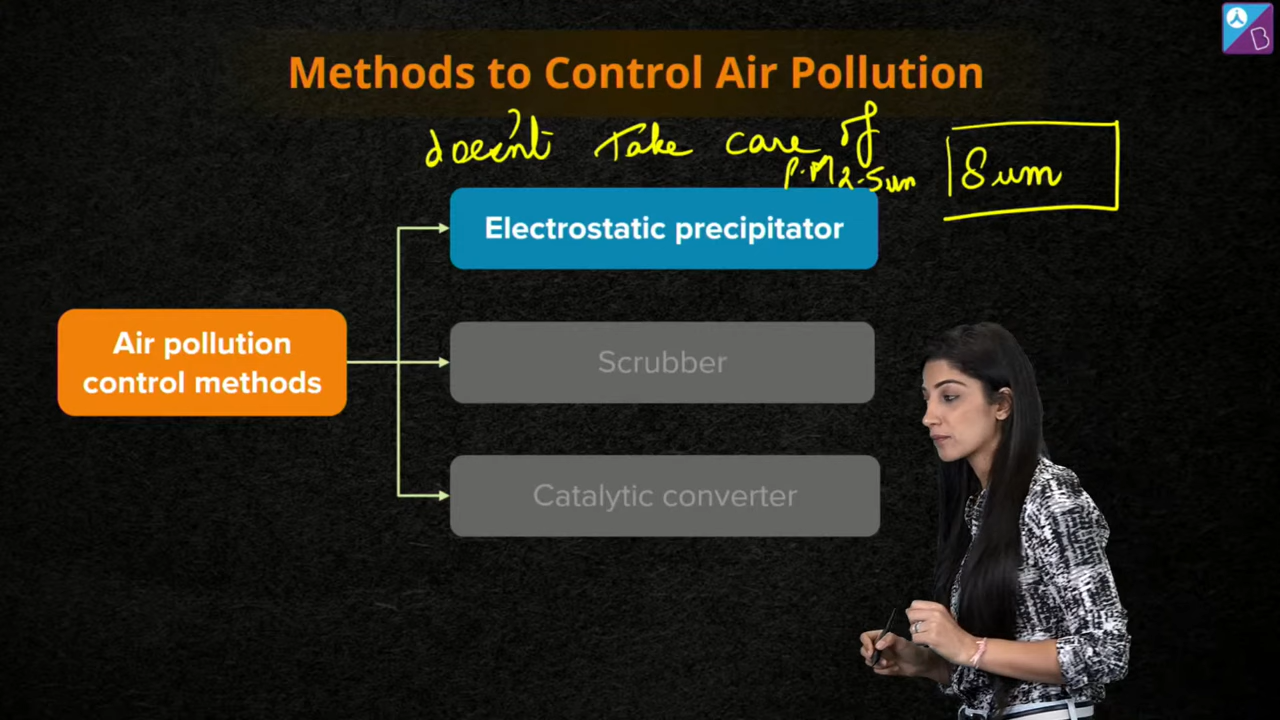 Methods to Control Air Pollution
doesn't Take care of
P.M 2.5um
8um
Electrostatic precipitator
Air pollution
control methods
Scrubber
Catalytic converter
B